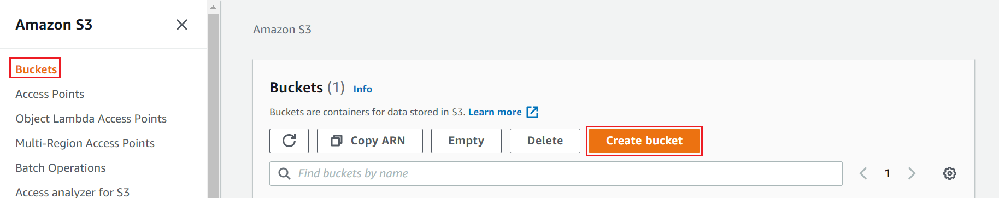 Amazon S3
Buckets
Access Points
Object Lambda Access Points
Multi-Region Access Points
Batch Operations
Access analyzer for S3
Amazon S3
Buckets (1) Info
Buckets are containers for data stored in S3. Learn more
Copy ARN Empty Delete Create bucket
Find buckets by name 1